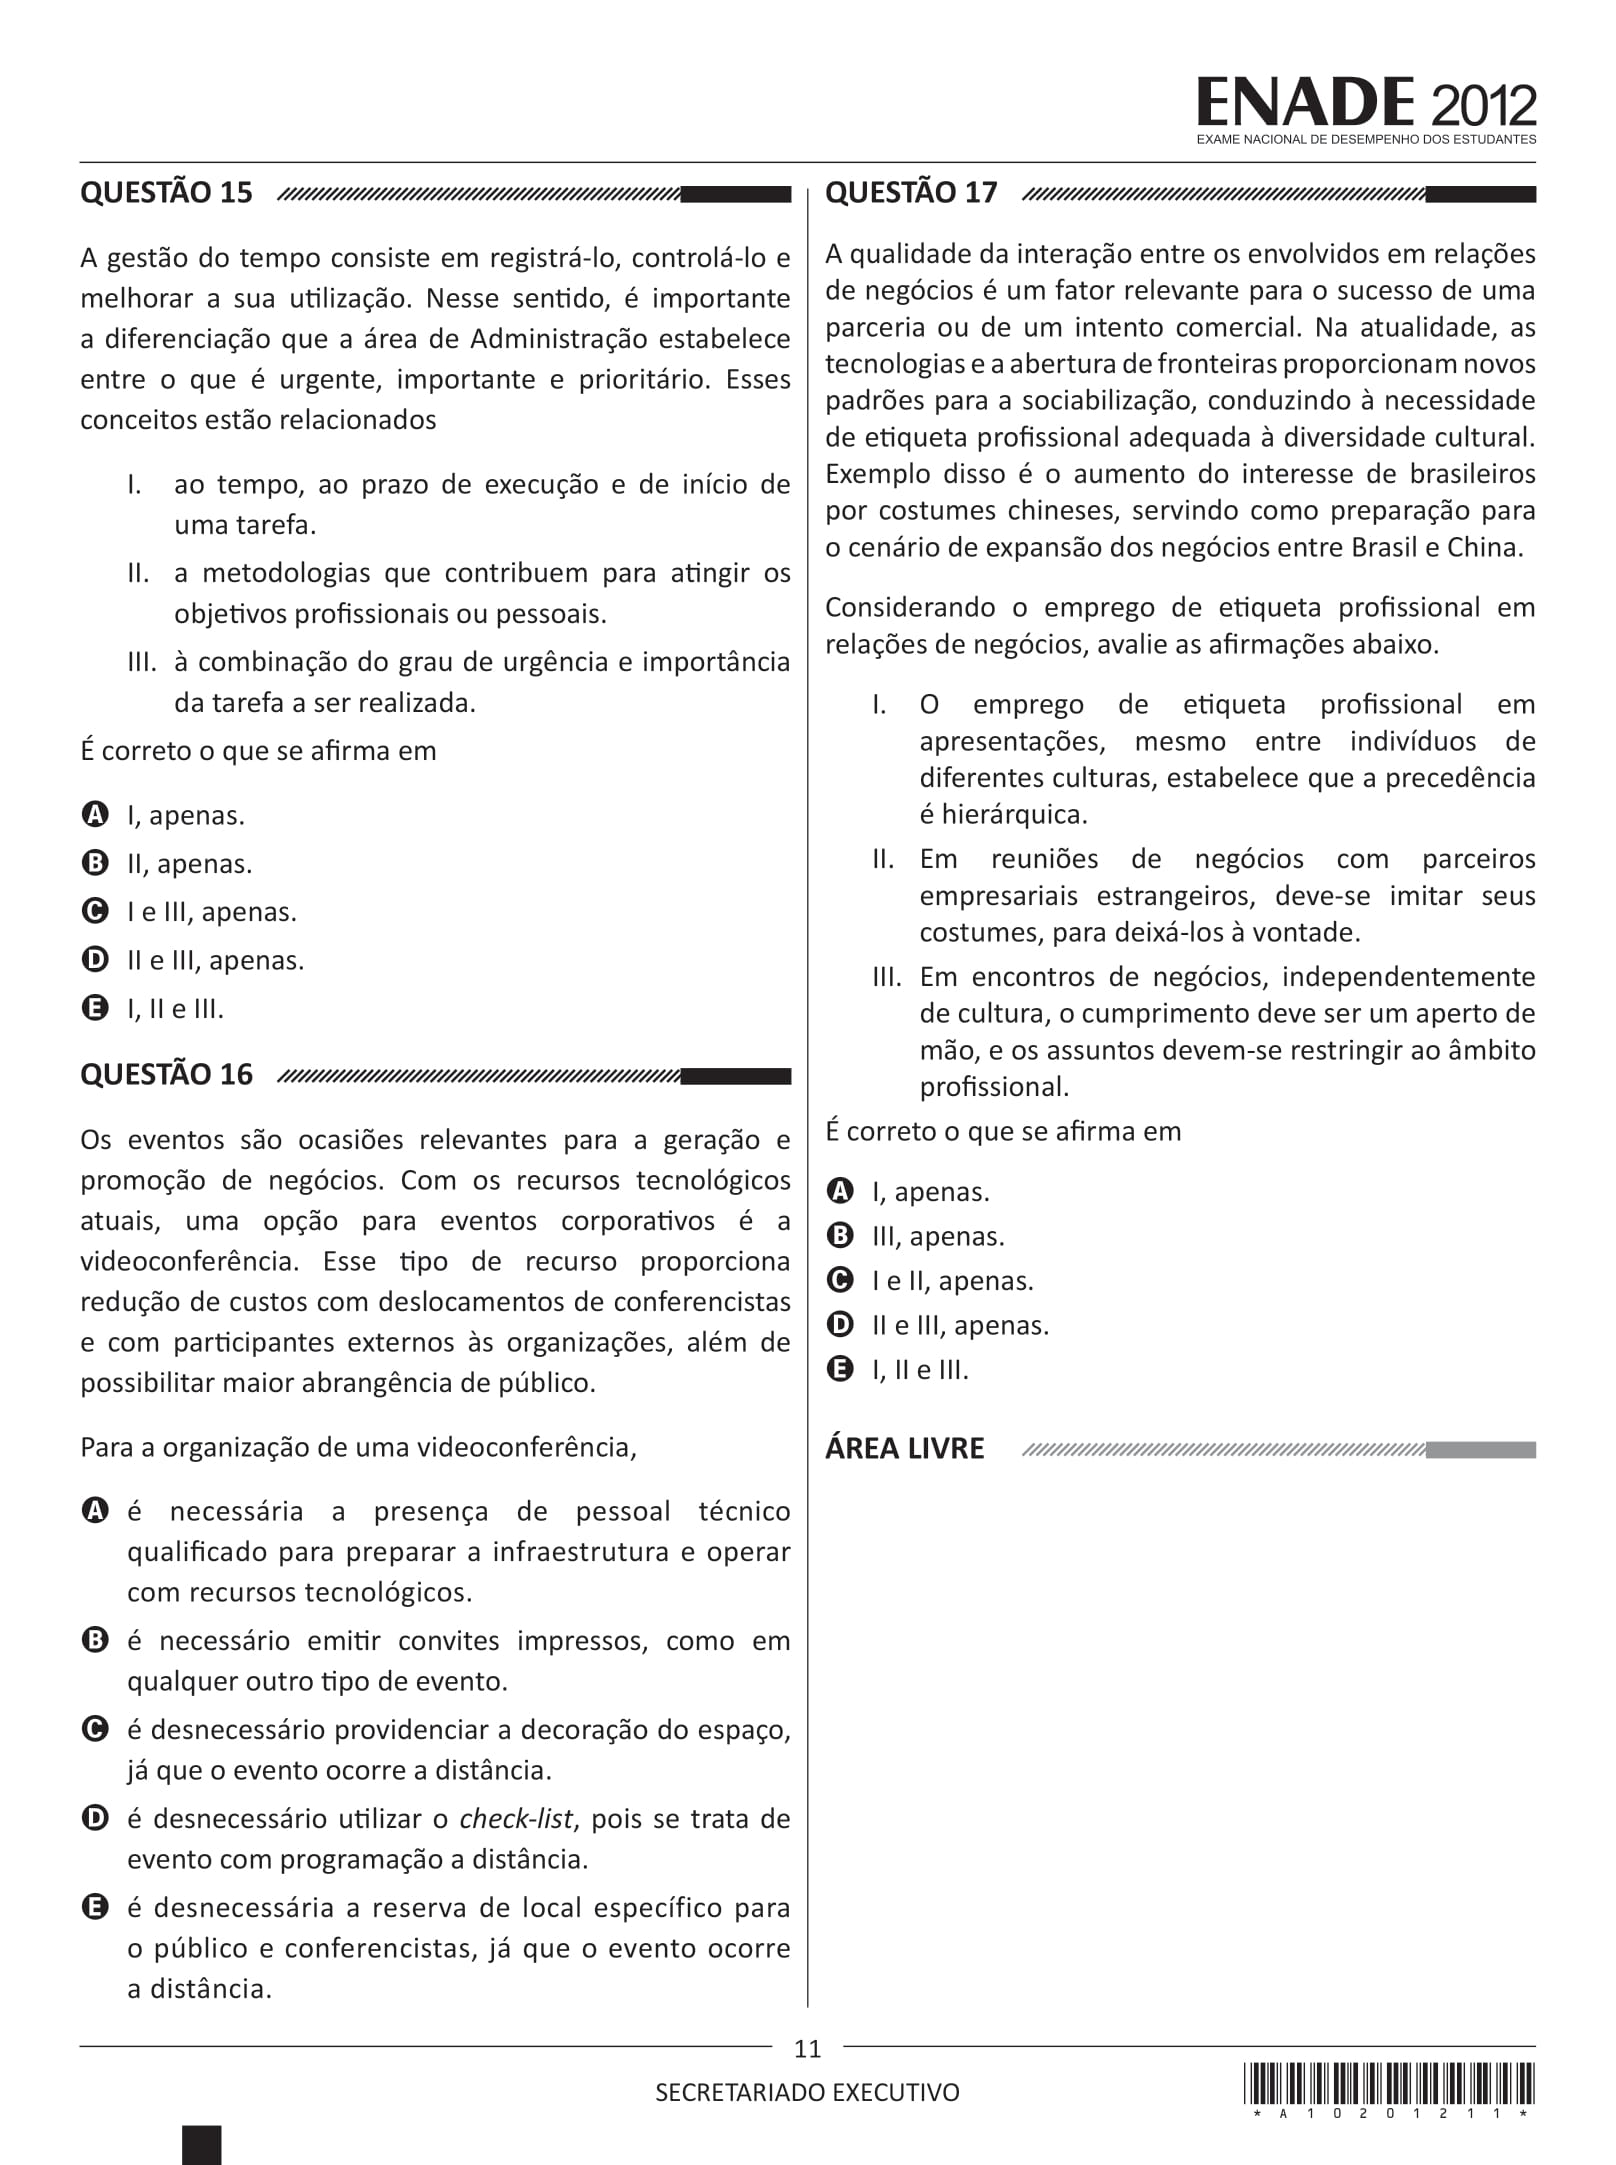 ENADE 2012
EXAME NACIONAL DE DESEMPENHO DOS ESTUDANTES
QUESTÃO 15
A gestão do tempo consiste em registrá-lo, controlá-lo e
melhorar a sua utilização. Nesse sentido, é importante
a diferenciação que a área de Administração estabelece
entre o que é urgente, importante e prioritário. Esses
conceitos estão relacionados
I. ao tempo, ao prazo de execução e de início de
uma tarefa.
II. a metodologias que contribuem para atingir os
objetivos profissionais ou pessoais.
III. à combinação do grau de urgência e importância
da tarefa a ser realizada.
É correto o que se afirma em
A I, apenas.
B II, apenas.
C I e III, apenas.
D II e III, apenas.
E I, II e III.
QUESTÃO 16
Os eventos são ocasiões relevantes para a geração e
promoção de negócios. Com os recursos tecnológicos
atuais, uma opção para eventos corporativos é a
videoconferência. Esse tipo de recurso proporciona
redução de custos com deslocamentos de conferencistas
e com participantes externos às organizações, além de
possibilitar maior abrangência de público.
Para a organização de uma videoconferência,
A é necessária a presença de pessoal técnico
qualificado para preparar a infraestrutura e operar
com recursos tecnológicos.
B é necessário emitir convites impressos, como em
qualquer outro tipo de evento.
C é desnecessário providenciar a decoração do espaço,
já que o evento ocorre a distância.
D é desnecessário utilizar o check-list, pois se trata de
evento com programação a distância.
E é desnecessária a reserva de local específico para
o público e conferencistas, já que o evento ocorre
a distância.
QUESTÃO 17
A qualidade da interação entre os envolvidos em relações
de negócios é um fator relevante para o sucesso de uma
parceria ou de um intento comercial. Na atualidade, as
tecnologias e a abertura de fronteiras proporcionam novos
padrões para a sociabilização, conduzindo à necessidade
de etiqueta profissional adequada à diversidade cultural.
Exemplo disso é o aumento do interesse de brasileiros
por costumes chineses, servindo como preparação para
o cenário de expansão dos negócios entre Brasil e China.
Considerando o emprego de etiqueta profissional em
relações de negócios, avalie as afirmações abaixo.
I. O emprego de etiqueta profissional em
apresentações, mesmo entre indivíduos de
diferentes culturas, estabelece que a precedência
é hierárquica.
II. Em reuniões de negócios com parceiros
empresariais estrangeiros, deve-se imitar seus
costumes, para deixá-los à vontade.
III. Em encontros de negócios, independentemente
de cultura, o cumprimento deve ser um aperto de
mão, e os assuntos devem-se restringir ao âmbito
profissional.
É correto o que se afirma em
A I, apenas.
B III, apenas.
C I e II, apenas.
D II e III, apenas.
E I, II e III.
ÁREA LIVRE
11
SECRETARIADO EXECUTIVO
* A 1 0 2 0 1 2 1 1 *